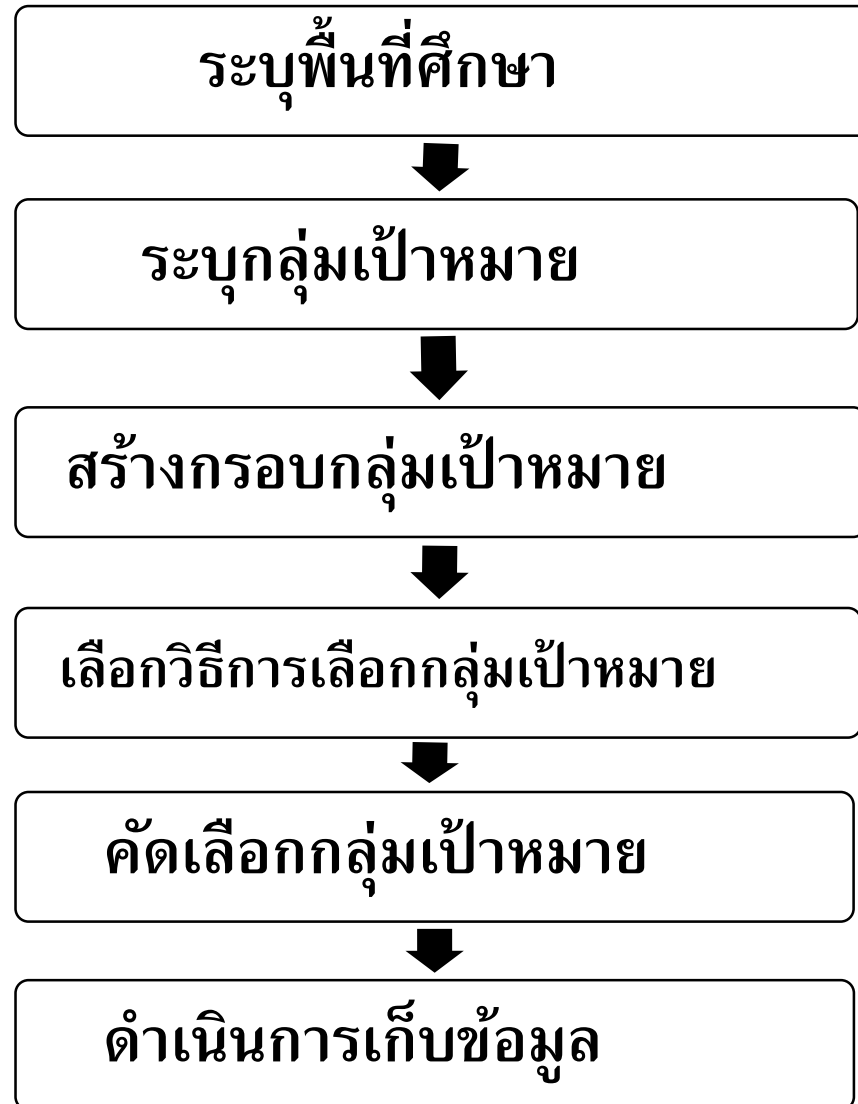 ระบุพื้นที่ศึกษา
ระบุกลุ่มเป้าหมาย
สร้างกรอบกลุ่มเป้าหมาย
เลือกวิธีการเลือกกลุ่มเป้าหมาย
คัดเลือกกลุ่มเป้าหมาย
ดำเนินการเก็บข้อมูล